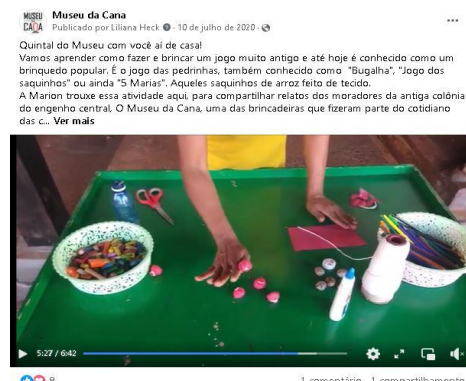 MUSEU
DA
CANA
Museu da Cana
Publicado por Liliana Heck · 10 de julho de 2020 ·
Quintal do Museu com você aí de casa!
Vamos aprender como fazer e brincar um jogo muito antigo e até hoje é conhecido como um
brinquedo popular. É o jogo das pedrinhas, também conhecido como "Bugalha", "Jogo dos
saquinhos" ou ainda "5 Marias". Aqueles saquinhos de arroz feito de tecido.
A Marion trouxe essa atividade aqui, para compartilhar relatos dos moradores da antiga colônia
do engenho central, O Museu da Cana, uma das brincadeiras que fizeram parte do cotidiano
das c... Ver mais
5:27 / 6:42
8
1 comentário 1 compartilhamento